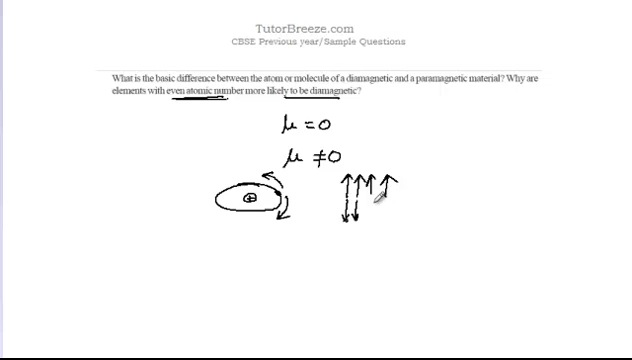 TutorBreeze.com
CBSE Previous year/Sample Questions
What is the basic difference between the atom or molecule of a diamagnetic and a paramagnetic material? Why are
elements with even atomic number more likely to be diamagnetic?
μ = 0
μ ≠ 0
+